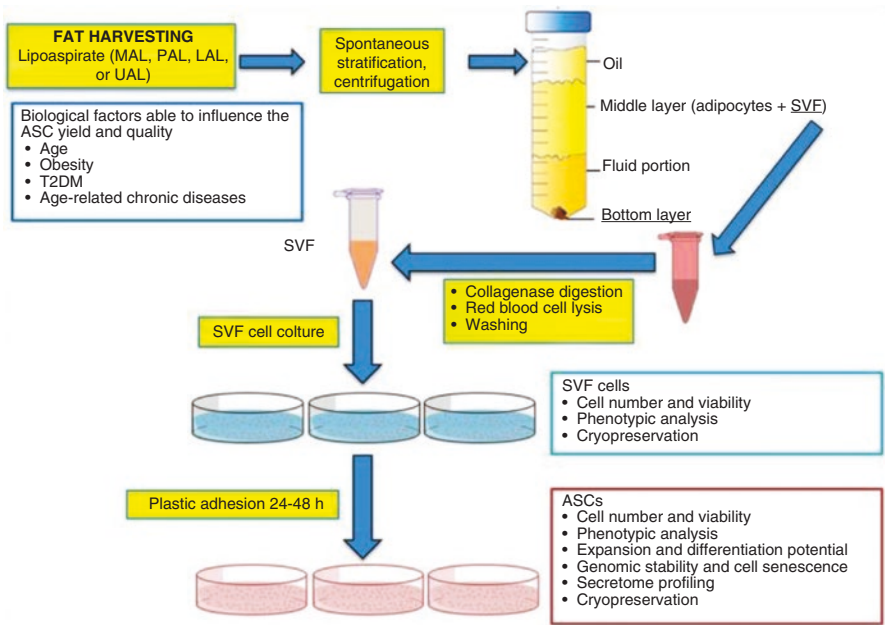 FAT HARVESTING
Lipoaspirate (MAL, PAL, LAL,
or UAL)
Spontaneous
stratification,
centrifugation
Oil
Middle layer (adipocytes + SVF)
Fluid portion
Bottom layer
Biological factors able to influence the
ASC yield and quality
• Age
• Obesity
• T2DM
• Age-related chronic diseases
SVF
• Collagenase digestion
• Red blood cell lysis
• Washing
SVF cell colture
SVF cells
• Cell number and viability
• Phenotypic analysis
• Cryopreservation
Plastic adhesion 24-48 h
ASCs
• Cell number and viability
• Phenotypic analysis
• Expansion and differentiation potential
• Genomic stability and cell senescence
• Secretome profiling
• Cryopreservation